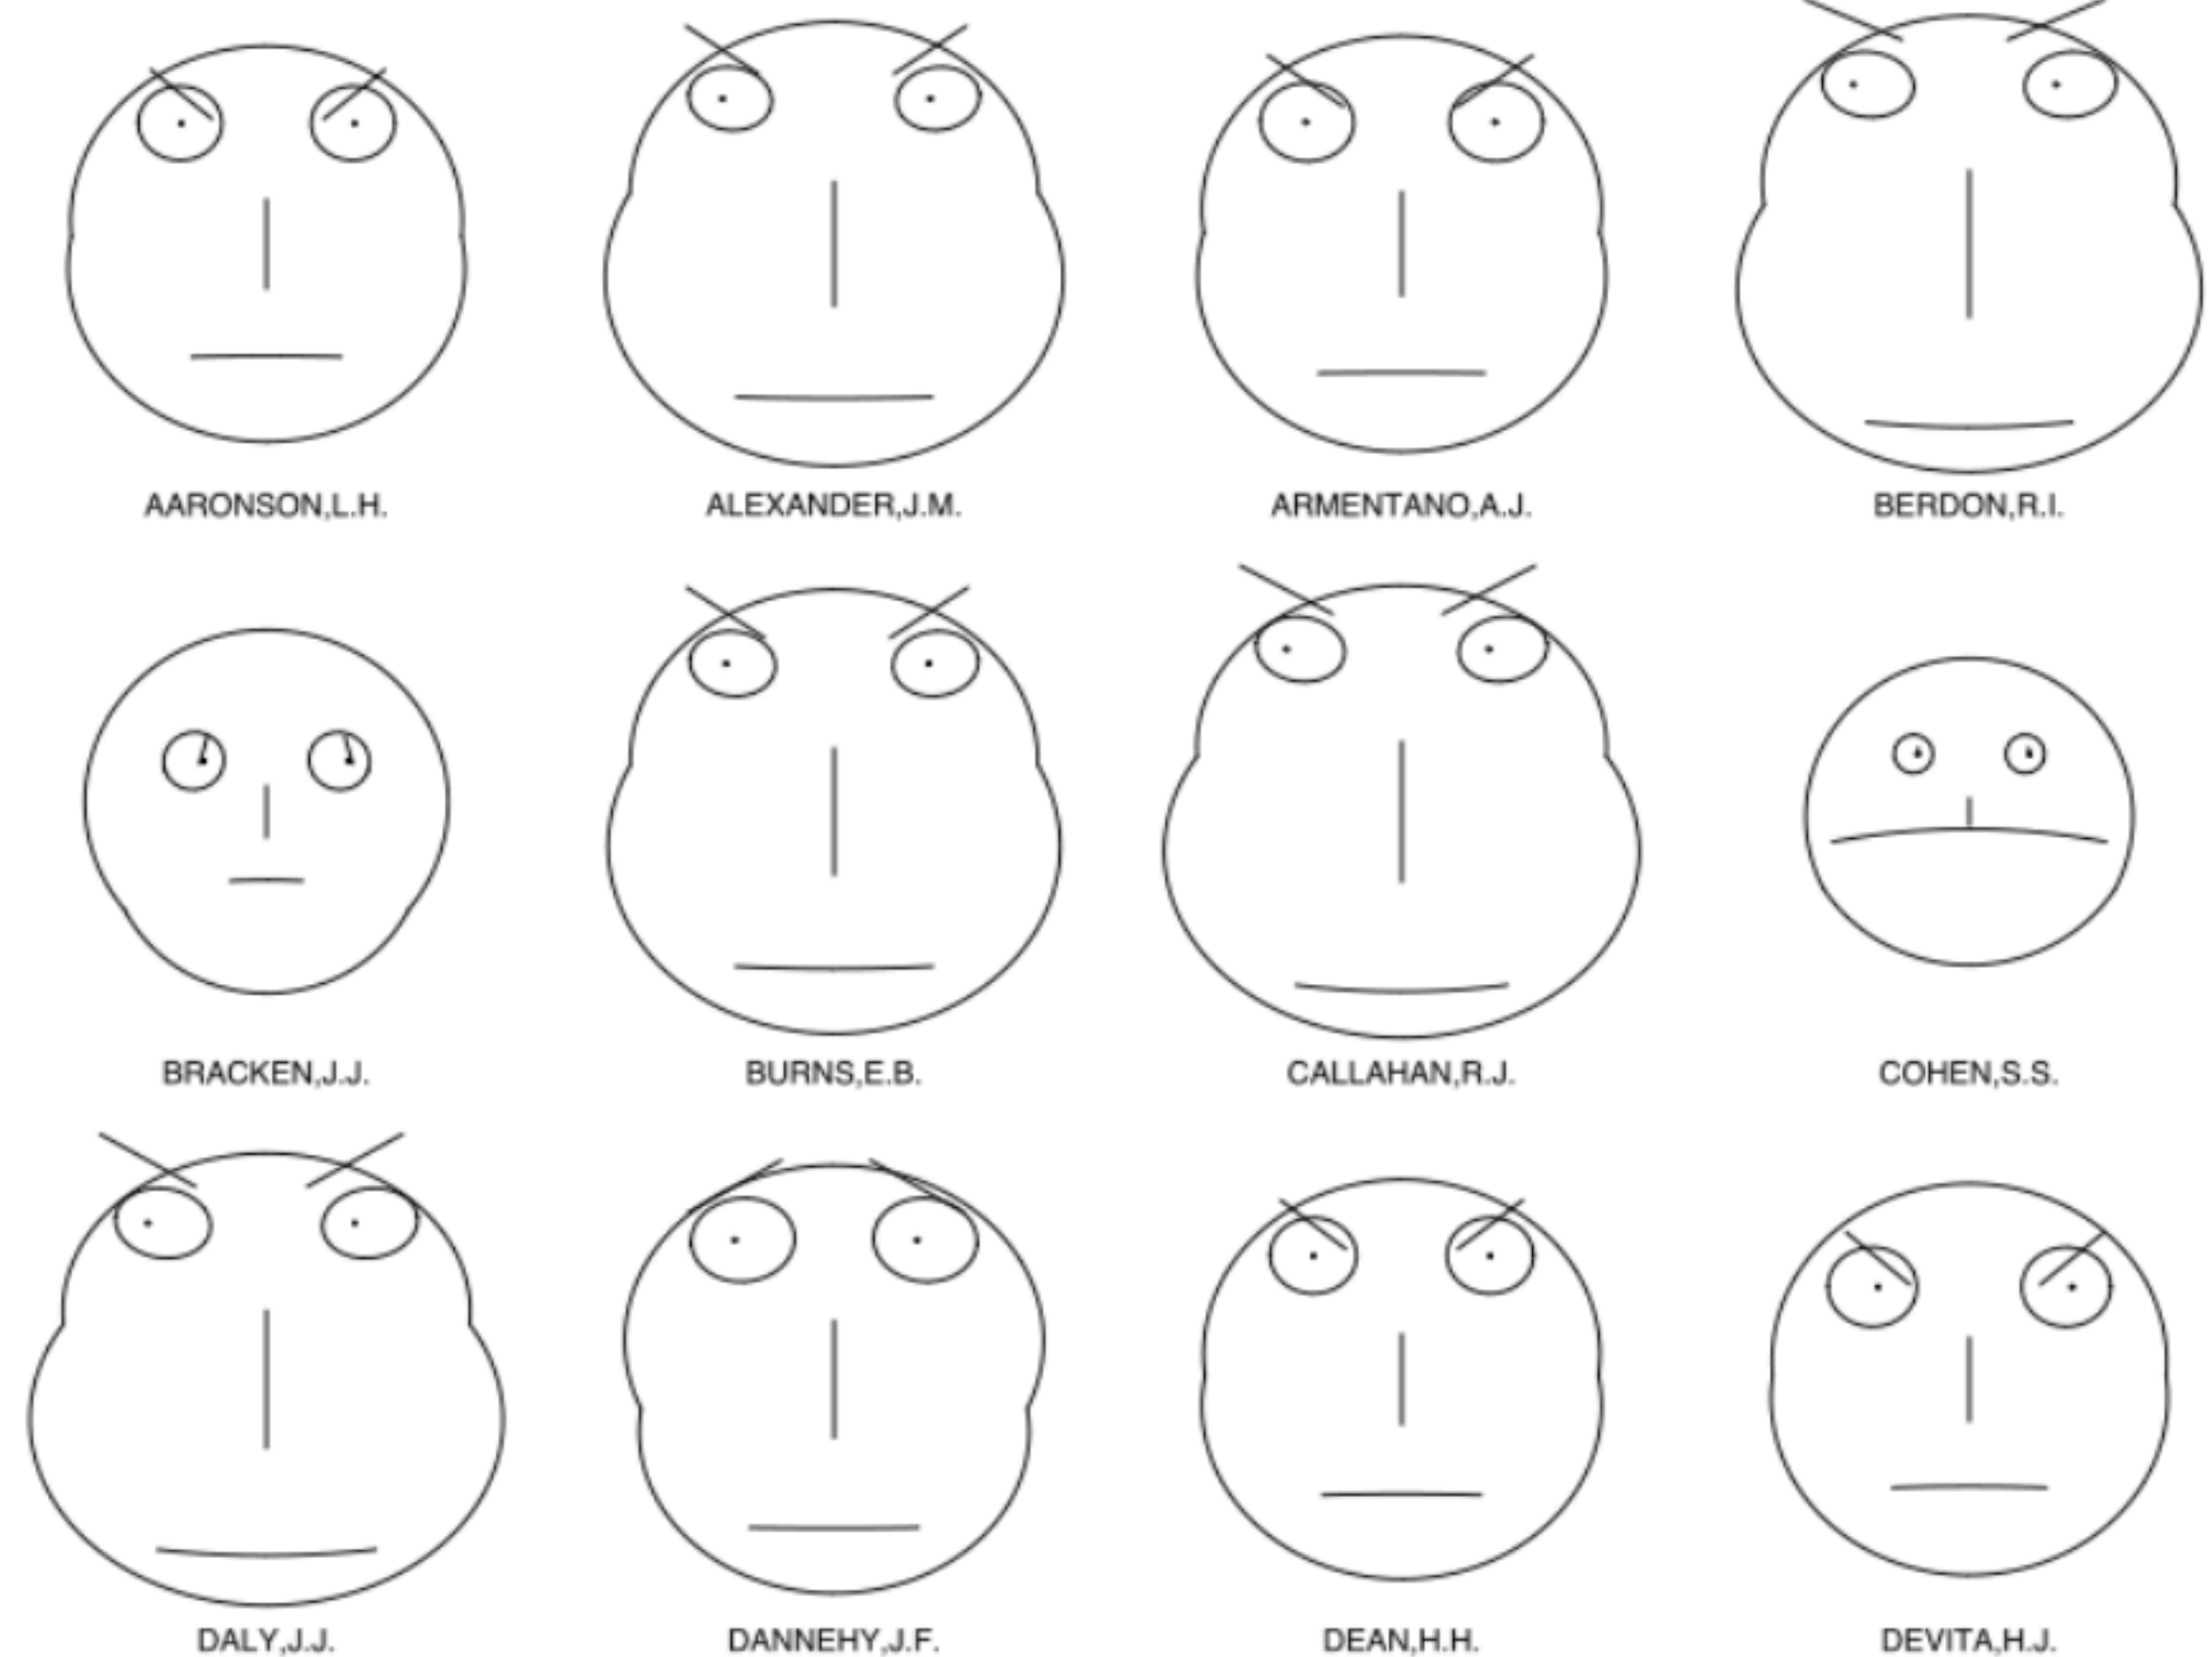 AARONSON,L.H.
ALEXANDER,J.M.
ARMENTANO,A.J.
BERDON,R.I.
BRACKEN,J.J.
BURNS,E.B.
CALLAHAN,R.J.
COHEN,S.S.
DALY,J.J.
DANNEHY,J.F.
DEAN,H.H.
DEVITA,H.J.